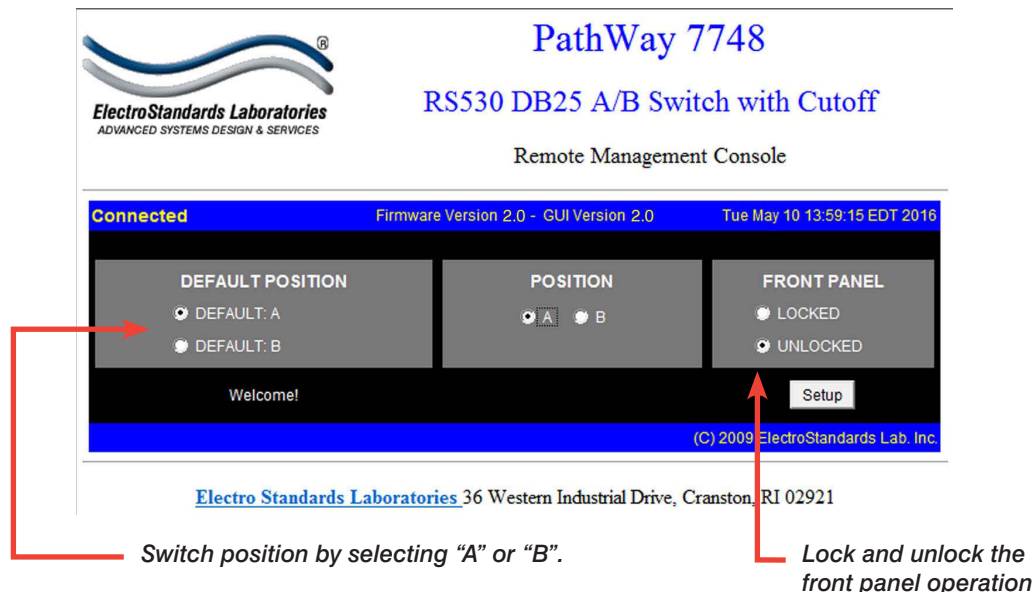 ®
ElectroStandards Laboratories
ADVANCED SYSTEMS DESIGN & SERVICES
PathWay 7748
RS530 DB25 A/B Switch with Cutoff
Remote Management Console
Connected Firmware Version 2.0 - GUI Version 2.0 Tue May 10 13:59:15 EDT 2016
DEFAULT POSITION
DEFAULT: A
DEFAULT: B
POSITION
A B
FRONT PANEL
LOCKED
UNLOCKED
Welcome!
Setup
(C) 2009 ElectroStandards Lab. Inc.
Electro Standards Laboratories 36 Western Industrial Drive, Cranston, RI 02921
Switch position by selecting “A” or “B”.
Lock and unlock the
front panel operation